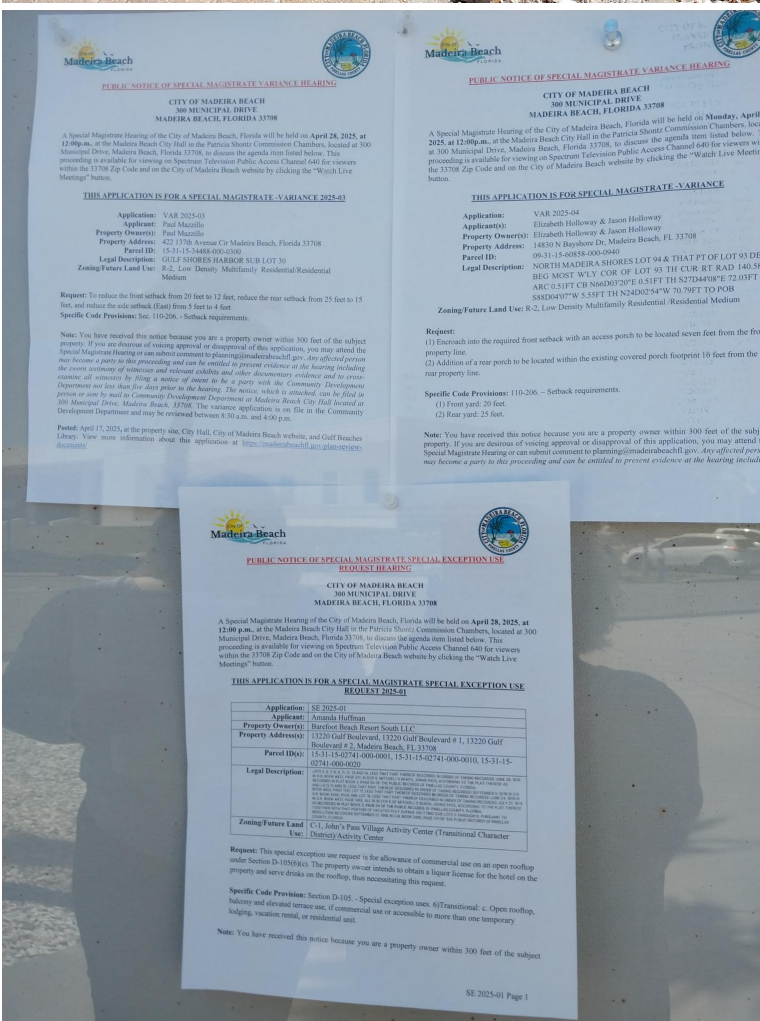 City of
Madeira Beach
FLORIDA
PUBLIC NOTICE OF SPECIAL MAGISTRATE VARIANCE HEARING
CITY OF MADEIRA BEACH
300 MUNICIPAL DRIVE
MADEIRA BEACH, FLORIDA 33708
A Special Magistrate Hearing of the City of Madeira Beach, Florida will be held on April 28, 2025, at
12:00p.m., at the Madeira Beach City Hall in the Patricia Shontz Commission Chambers, located at 300
Municipal Drive, Madeira Beach, Florida 33708, to discuss the agenda item listed below. This
proceeding is available for viewing on Spectrum Television Public Access Channel 640 for viewers
within the 33708 Zip Code and on the City of Madeira Beach website by clicking the “Watch Live
Meetings” button.
THIS APPLICATION IS FOR A SPECIAL MAGISTRATE -VARIANCE 2025-03
Application: VAR 2025-03
Applicant: Paul Mazzillo
Property Owner(s): Paul Mazzillo
Property Address: 422 137th Avenue Cir Madeira Beach, Florida 33708
Parcel ID: 15-31-15-34488-000-0300
Legal Description: GULF SHORES HARBOR SUB LOT 30
Zoning/Future Land Use: R-2, Low Density Multifamily Residential/Residential
Medium
Request: To reduce the front setback from 20 feet to 12 feet, reduce the rear setback from 25 feet to 15
feet, and reduce the side setback (East) from 5 feet to 4 feet
Specific Code Provisions: Sec. 110-206. - Setback requirements.
Note: You have received this notice because you are a property owner within 300 feet of the subject
property. If you are desirous of voicing approval or disapproval of this application, you may attend the
Special Magistrate Hearing or can submit comment to planning@madeirabeachfl.gov. Any affected person
may become a party to this proceeding and can be entitled to present evidence at the hearing including
the sworn testimony of witnesses and relevant exhibits and other documentary evidence and to cross-
examine all witnesses by filing a notice of intent to be a party with the Community Development
Department not less than five days prior to the hearing. The notice, which is attached, can be filed in
person or sent by mail to Community Development Department at Madeira Beach City Hall located at
300 Municipal Drive, Madeira Beach, 33708. The variance application is on file in the Community
Development Department and may be reviewed between 8:30 a.m. and 4:00 p.m.
Posted: April 17, 2025, at the property site, City Hall, City of Madeira Beach website, and Gulf Beaches
Library. View more information about this application at https://madeirabeachfl.gov/plan-review-
documents/
City of
Madeira Beach
FLORIDA
PUBLIC NOTICE OF SPECIAL MAGISTRATE VARIANCE HEARING
CITY OF MADEIRA BEACH
300 MUNICIPAL DRIVE
MADEIRA BEACH, FLORIDA 33708
A Special Magistrate Hearing of the City of Madeira Beach, Florida will be held on Monday, April
2025, at 12:00p.m., at the Madeira Beach City Hall in the Patricia Shontz Commission Chambers,
at 300 Municipal Drive, Madeira Beach, Florida 33708, to discuss the agenda item listed below.
proceeding is available for viewing on Spectrum Television Public Access Channel 640 for viewers
the 33708 Zip Code and on the City of Madeira Beach website by clicking the “Watch Live
button.
THIS APPLICATION IS FOR SPECIAL MAGISTRATE -VARIANCE
Application: VAR 2025-04
Applicant(s): Elizabeth Holloway & Jason Holloway
Property Owner(s): Elizabeth Holloway & Jason Holloway
Property Address: 14830 N Bayshore Dr, Madeira Beach, FL 33708
Parcel ID: 09-31-15-60858-000-0940
Legal Description: NORTH MADEIRA SHORES LOT 94 & THAT PT OF LOT 93
BEG MOST W'LY COR OF LOT 93 TH CUR RT RAD
ARC 0.51FT CB N66D03'20"E 0.51FT TH S27D44'08"E 72.03FT
S88D04'07"W 5.55FT TH N24D02'54"W 70.79FT TO POB
Zoning/Future Land Use: R-2, Low Density Multifamily Residential /Residential Medium
Request:
(1) Encroach into the required front setback with an access porch to be located seven feet from the
property line.
(2) Addition of a rear porch to be located within the existing covered porch footprint 16 feet from the
rear property line.
Specific Code Provisions: 110-206. – Setback requirements.
(1) Front yard: 20 feet.
(2) Rear yard: 25 feet.
Note: You have received this notice because you are a property owner within 300 feet of the
property. If you are desirous of voicing approval or disapproval of this application, you may attend
Special Magistrate Hearing or can submit comment to planning@madeirabeachfl.gov. Any affected
may become a party to this proceeding and can be entitled to present evidence at the hearing
City of
Madeira Beach
FLORIDA
PUBLIC NOTICE OF SPECIAL MAGISTRATE SPECIAL EXCEPTION USE
REQUEST HEARING
CITY OF MADEIRA BEACH
300 MUNICIPAL DRIVE
MADEIRA BEACH, FLORIDA 33708
A Special Magistrate Hearing of the City of Madeira Beach, Florida will be held on April 28, 2025, at
12:00 p.m., at the Madeira Beach City Hall in the Patricia Shontz Commission Chambers, located at 300
Municipal Drive, Madeira Beach, Florida 33708, to discuss the agenda item listed below. This
proceeding is available for viewing on Spectrum Television Public Access Channel 640 for viewers
within the 33708 Zip Code and on the City of Madeira Beach website by clicking the “Watch Live
Meetings” button.
THIS APPLICATION IS FOR A SPECIAL MAGISTRATE SPECIAL EXCEPTION USE
REQUEST 2025-01
Application: SE 2025-01
Applicant: Amanda Huffman
Property Owner(s): Barefoot Beach Resort South LLC
Property Address(s): 13220 Gulf Boulevard, 13220 Gulf Boulevard # 1, 13220 Gulf
Boulevard # 2, Madeira Beach, FL 33708
Parcel ID(s): 15-31-15-02741-000-0001, 15-31-15-02741-000-0010, 15-31-15-
02741-000-0020
Legal Description:
Zoning/Future Land Use: C-1, John’s Pass Village Activity Center (Transitional Character
District)/Activity Center
Request: This special exception use request is for allowance of commercial use on an open rooftop
under Section D-105(6)(c). The property owner intends to obtain a liquor license for the hotel on the
property and serve drinks on the rooftop, thus necessitating this request.
Specific Code Provision: Section D-105. - Special exception uses. 6)Transitional: c. Open rooftop,
balcony and elevated terrace use, if commercial use or accessible to more than one temporary
lodging, vacation rental, or residential unit.
Note: You have received this notice because you are a property owner within 300 feet of the subject
SE 2025-01 Page 1